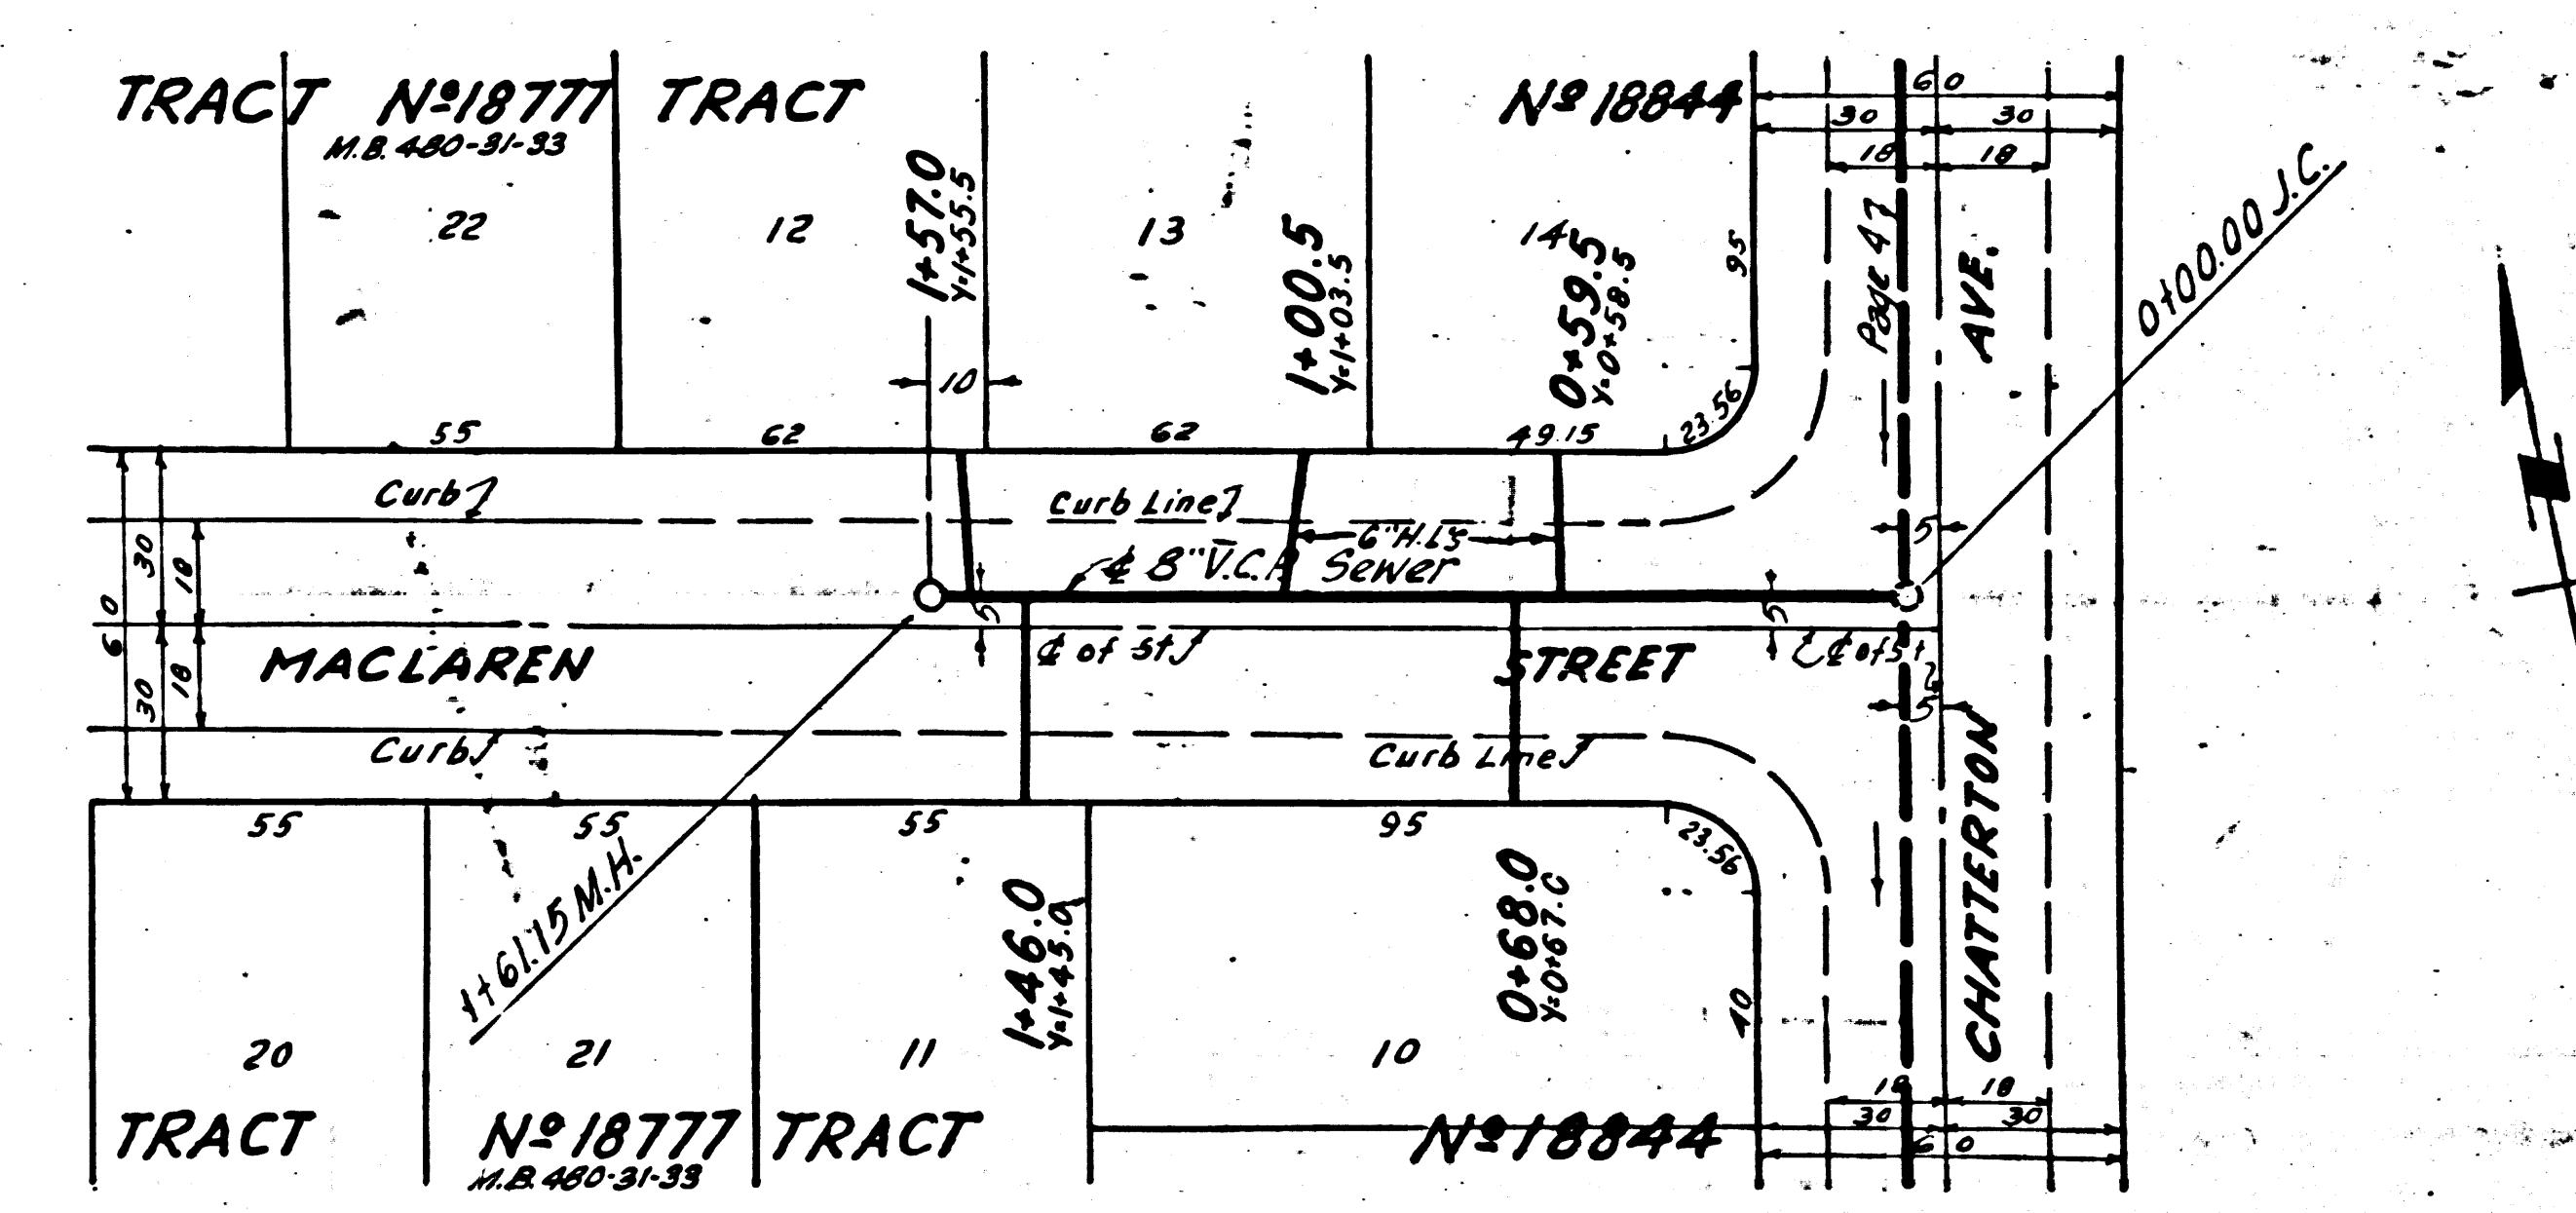 TRACT Nº 18777 TRACT Nº 18844
M.B. 480-31-33
60
30 30
18 18
22 12 13 14
1+57.0
Y=1+55.5
1+00.5
Y=1+03.5
0+59.5
Y=0+58.5
95
Page 47
AVE.
0+00.00 J.C.
10
55 62 62 49.15 23.56
Curb
Curb Line
6" H.L's
5
℄ 8" V.C.P. Sewer
60
30 18
30 18
5 5
MACLAREN STREET
℄ of St
℄ of St
5
Curb
Curb Line
CHATTERTON
55 55 55 95 23.56
1+61.15 M.H.
1+46.0
Y=1+45.0
0+68.0
Y=0+67.0
40
20 21 11 10
18 18
30 30
60
TRACT Nº 18777 TRACT Nº 18844
M.B. 480-31-33